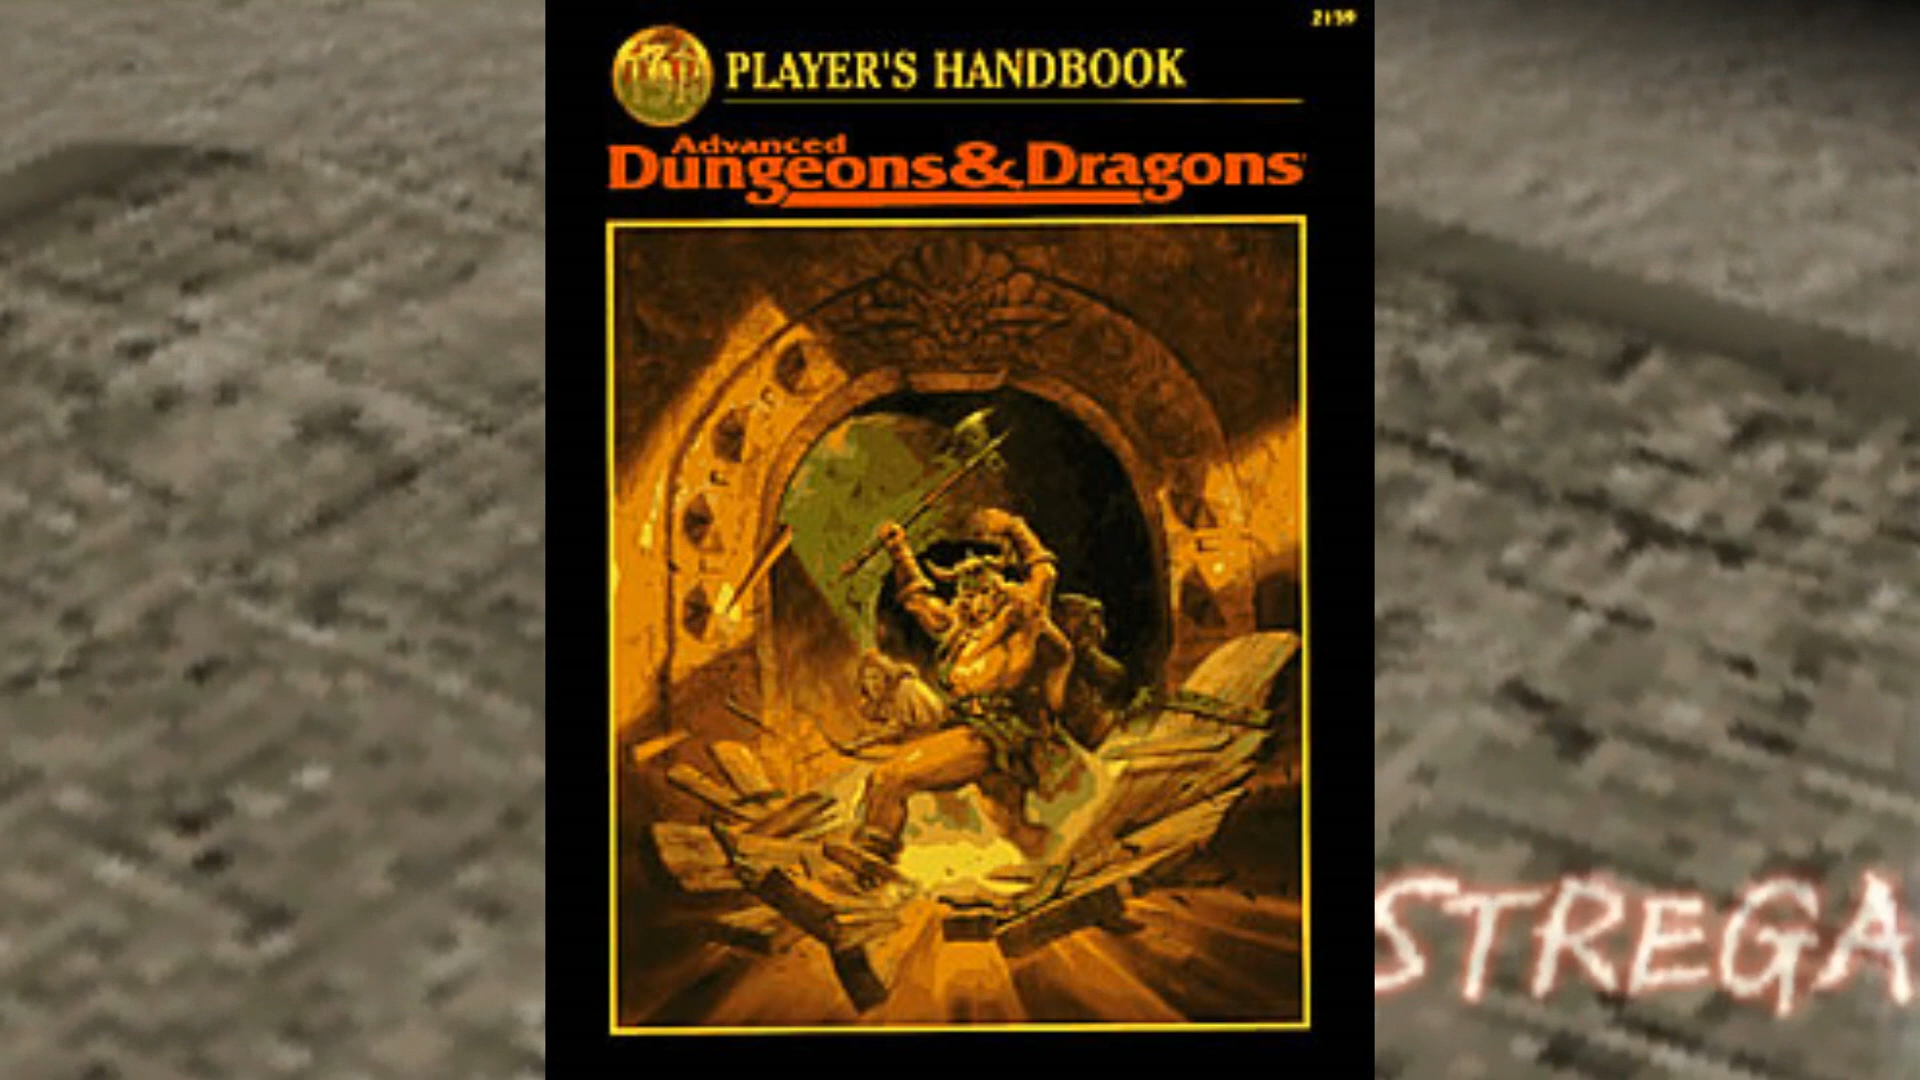 2159
PLAYER'S HANDBOOK
Advanced
Dungeons & Dragons
STREGA